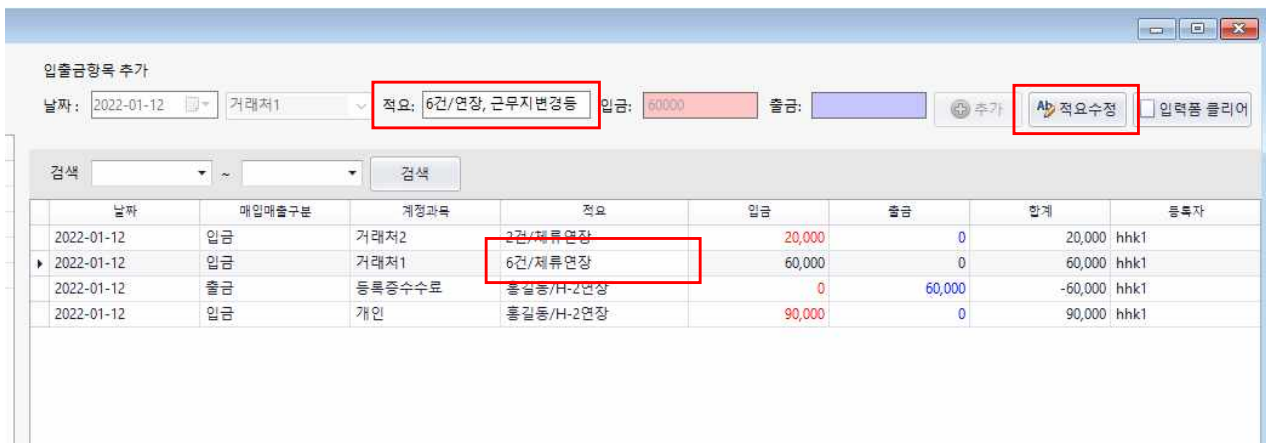 입출금항목 추가
날짜 : 2022-01-12 거래처1 적요: 6건/연장, 근무지변경등 입금: 60000 출금: 추가 적요수정 입력폼 클리어
검색 ~ 검색
날짜 매입매출구분 계정과목 적요 입금 출금 합계 등록자
2022-01-12 입금 거래처2 2건/체류연장 20,000 0 20,000 hhk1
2022-01-12 입금 거래처1 6건/체류연장 60,000 0 60,000 hhk1
2022-01-12 출금 등록증수수료 홍길동/H-2연장 0 60,000 -60,000 hhk1
2022-01-12 입금 개인 홍길동/H-2연장 90,000 0 90,000 hhk1